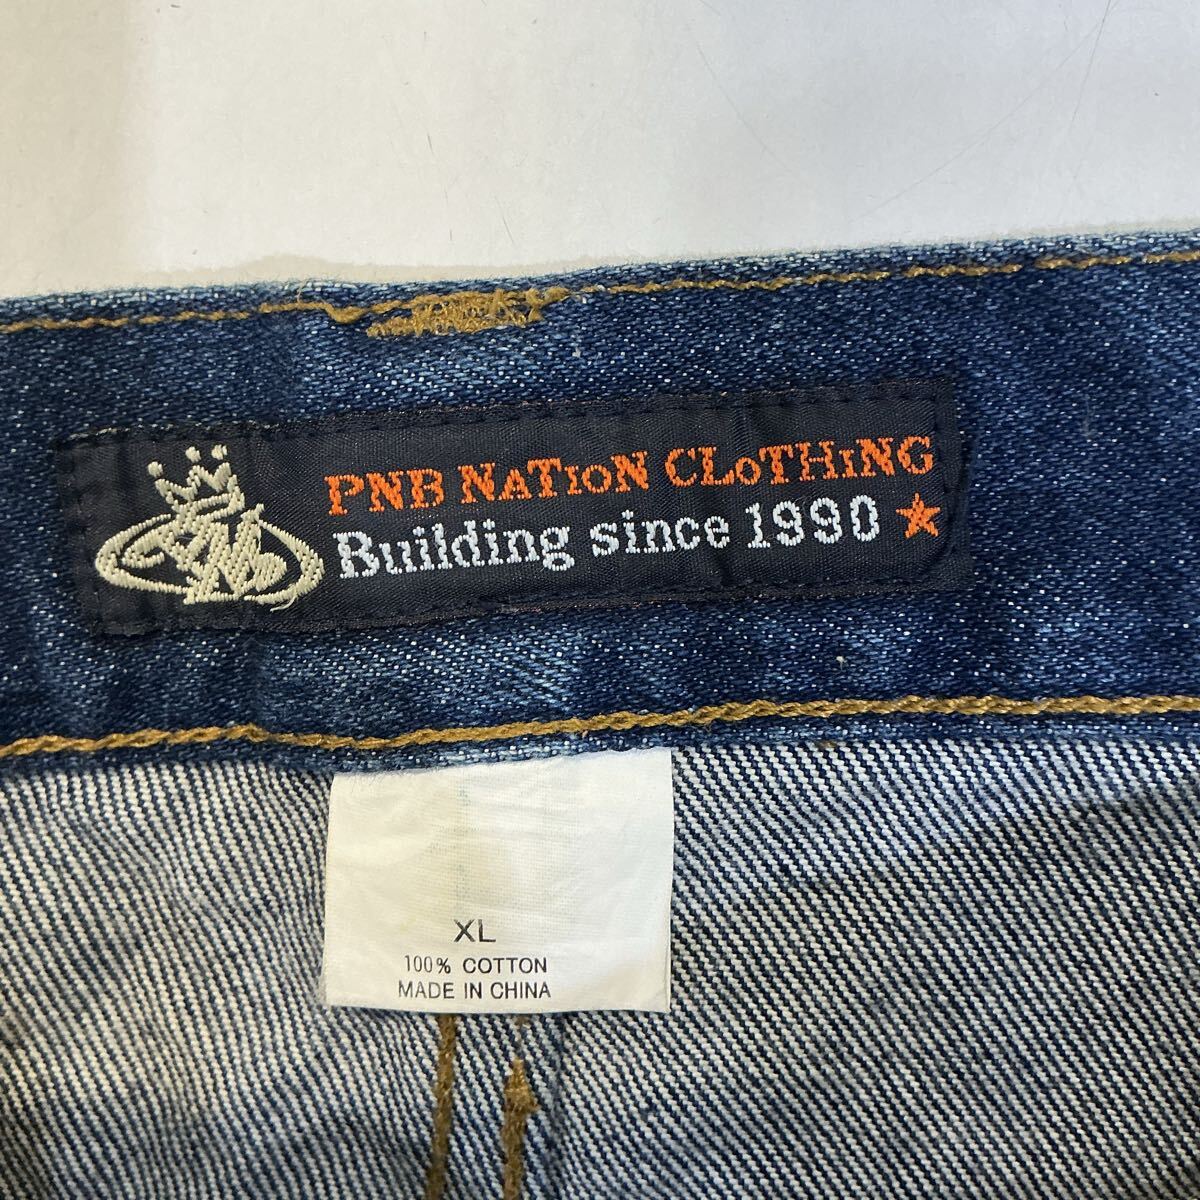 PNB NATiON CLoTHiNG
Building since 1990
XL
100% COTTON
MADE IN CHINA